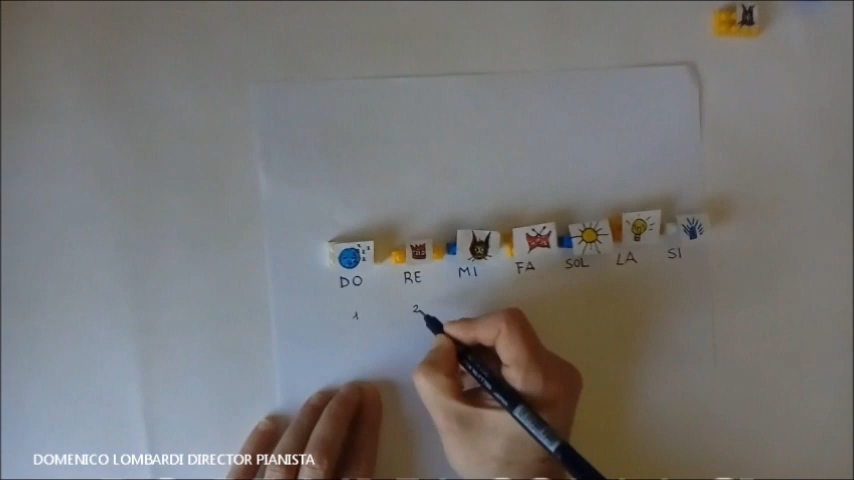 DO RE MI FA SOL LA SI
1 2
DOMENICO LOMBARDI DIRECTOR PIANISTA